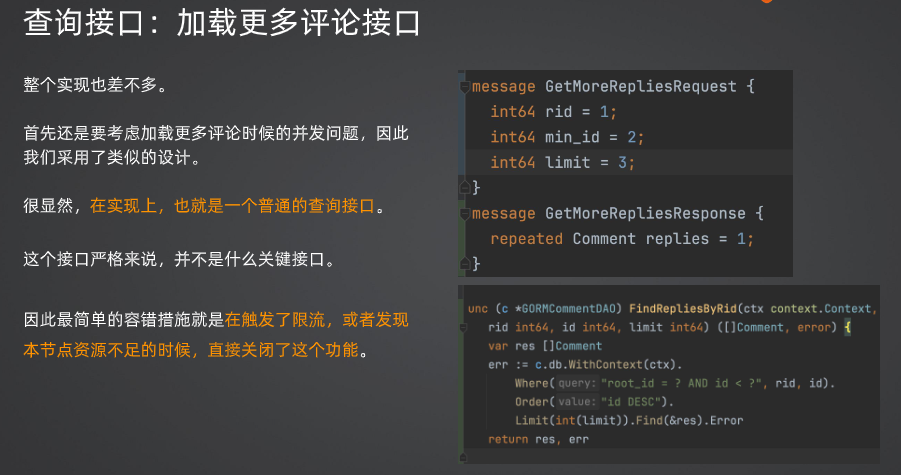 查询接口：加载更多评论接口
整个实现也差不多。
首先还是要考虑加载更多评论时候的并发问题，因此
我们采用了类似的设计。
很显然，在实现上，也就是一个普通的查询接口。
这个接口严格来说，并不是什么关键接口。
因此最简单的容错措施就是在触发了限流，或者发现
本节点资源不足的时候，直接关闭了这个功能。
message GetMoreRepliesRequest {
int64 rid = 1;
int64 min_id = 2;
int64 limit = 3;
}
message GetMoreRepliesResponse {
repeated Comment replies = 1;
}
unc (c *GORMCommentDAO) FindRepliesByRid(ctx context.Context,
rid int64, id int64, limit int64) ([]Comment, error) {
var res []Comment
err := c.db.WithContext(ctx).
Where( query: "root_id = ? AND id < ?", rid, id).
Order( value: "id DESC").
Limit(int(limit)).Find(&res).Error
return res, err